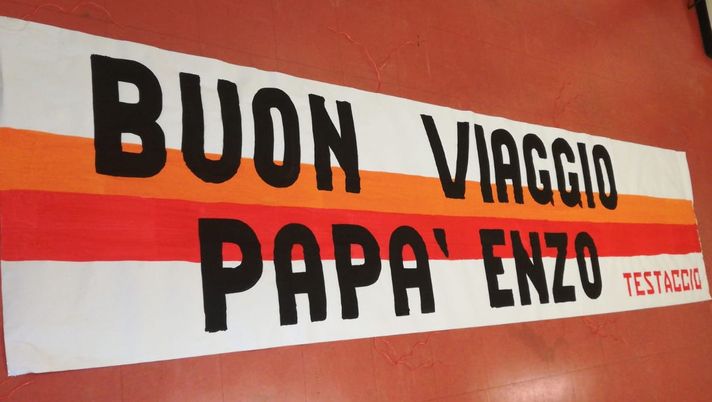 BUON VIAGGIO
PAPA' ENZO
TESTACCIO